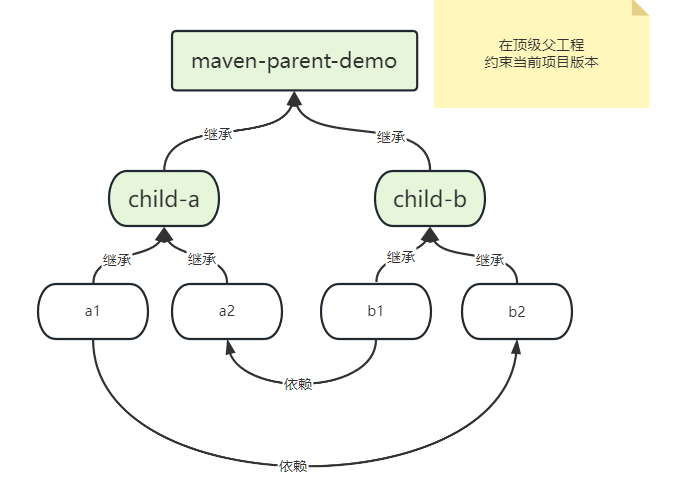 在顶级父工程
约束当前项目版本
maven-parent-demo
继承
继承
child-a
child-b
继承
继承
继承
继承
a1
a2
b1
b2
依赖
依赖